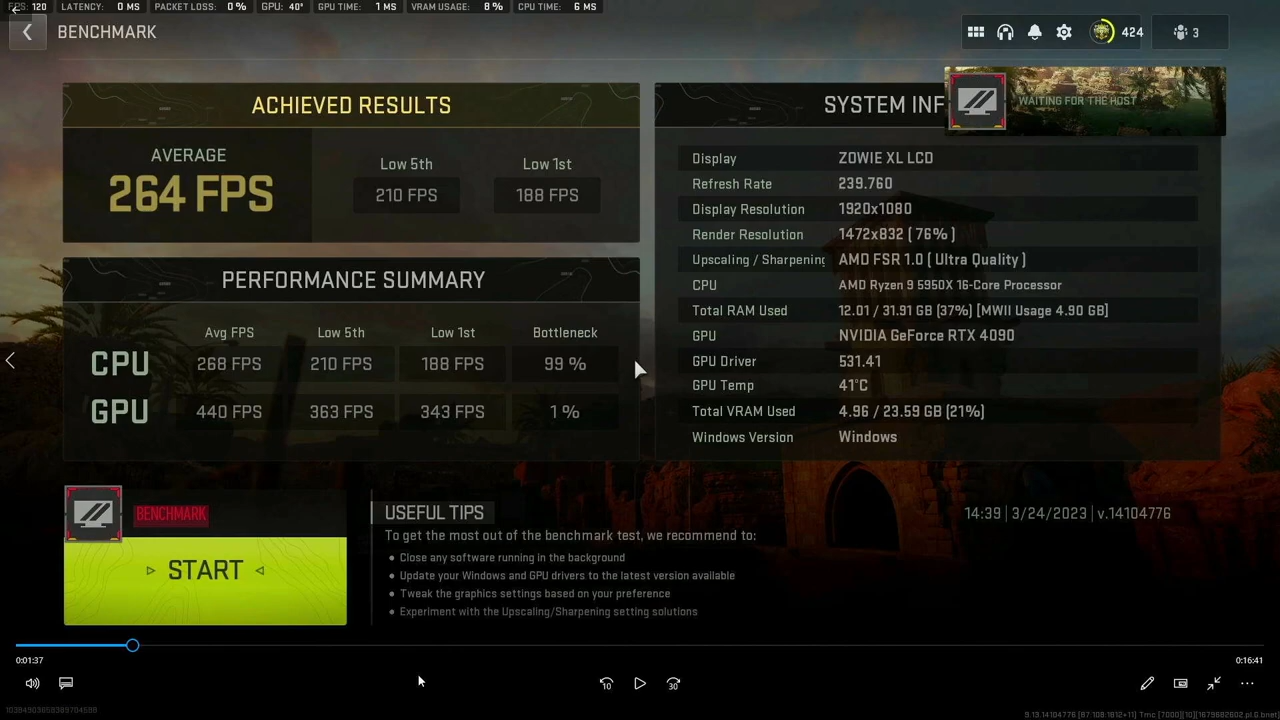 FPS: 120 LATENCY: 0 MS PACKET LOSS: 0 % GPU: 40° GPU TIME: 1 MS VRAM USAGE: 8 % CPU TIME: 6 MS
BENCHMARK
424
3
ACHIEVED RESULTS
AVERAGE
264 FPS
Low 5th
210 FPS
Low 1st
188 FPS
PERFORMANCE SUMMARY
Avg FPS Low 5th Low 1st Bottleneck
CPU 268 FPS 210 FPS 188 FPS 99 %
GPU 440 FPS 363 FPS 343 FPS 1 %
SYSTEM INF
WAITING FOR THE HOST
Display ZOWIE XL LCD
Refresh Rate 239.760
Display Resolution 1920x1080
Render Resolution 1472x832 ( 76% )
Upscaling / Sharpening AMD FSR 1.0 ( Ultra Quality )
CPU AMD Ryzen 9 5950X 16-Core Processor
Total RAM Used 12.01 / 31.91 GB (37%) [MWII Usage 4.90 GB]
GPU NVIDIA GeForce RTX 4090
GPU Driver 531.41
GPU Temp 41°C
Total VRAM Used 4.96 / 23.59 GB (21%)
Windows Version Windows
BENCHMARK
START
USEFUL TIPS
To get the most out of the benchmark test, we recommend to:
• Close any software running in the background
• Update your Windows and GPU drivers to the latest version available
• Tweak the graphics settings based on your preference
• Experiment with the Upscaling/Sharpening setting solutions
14:39 | 3/24/2023 | v.14104776
0:01:37
0:16:41
10
30